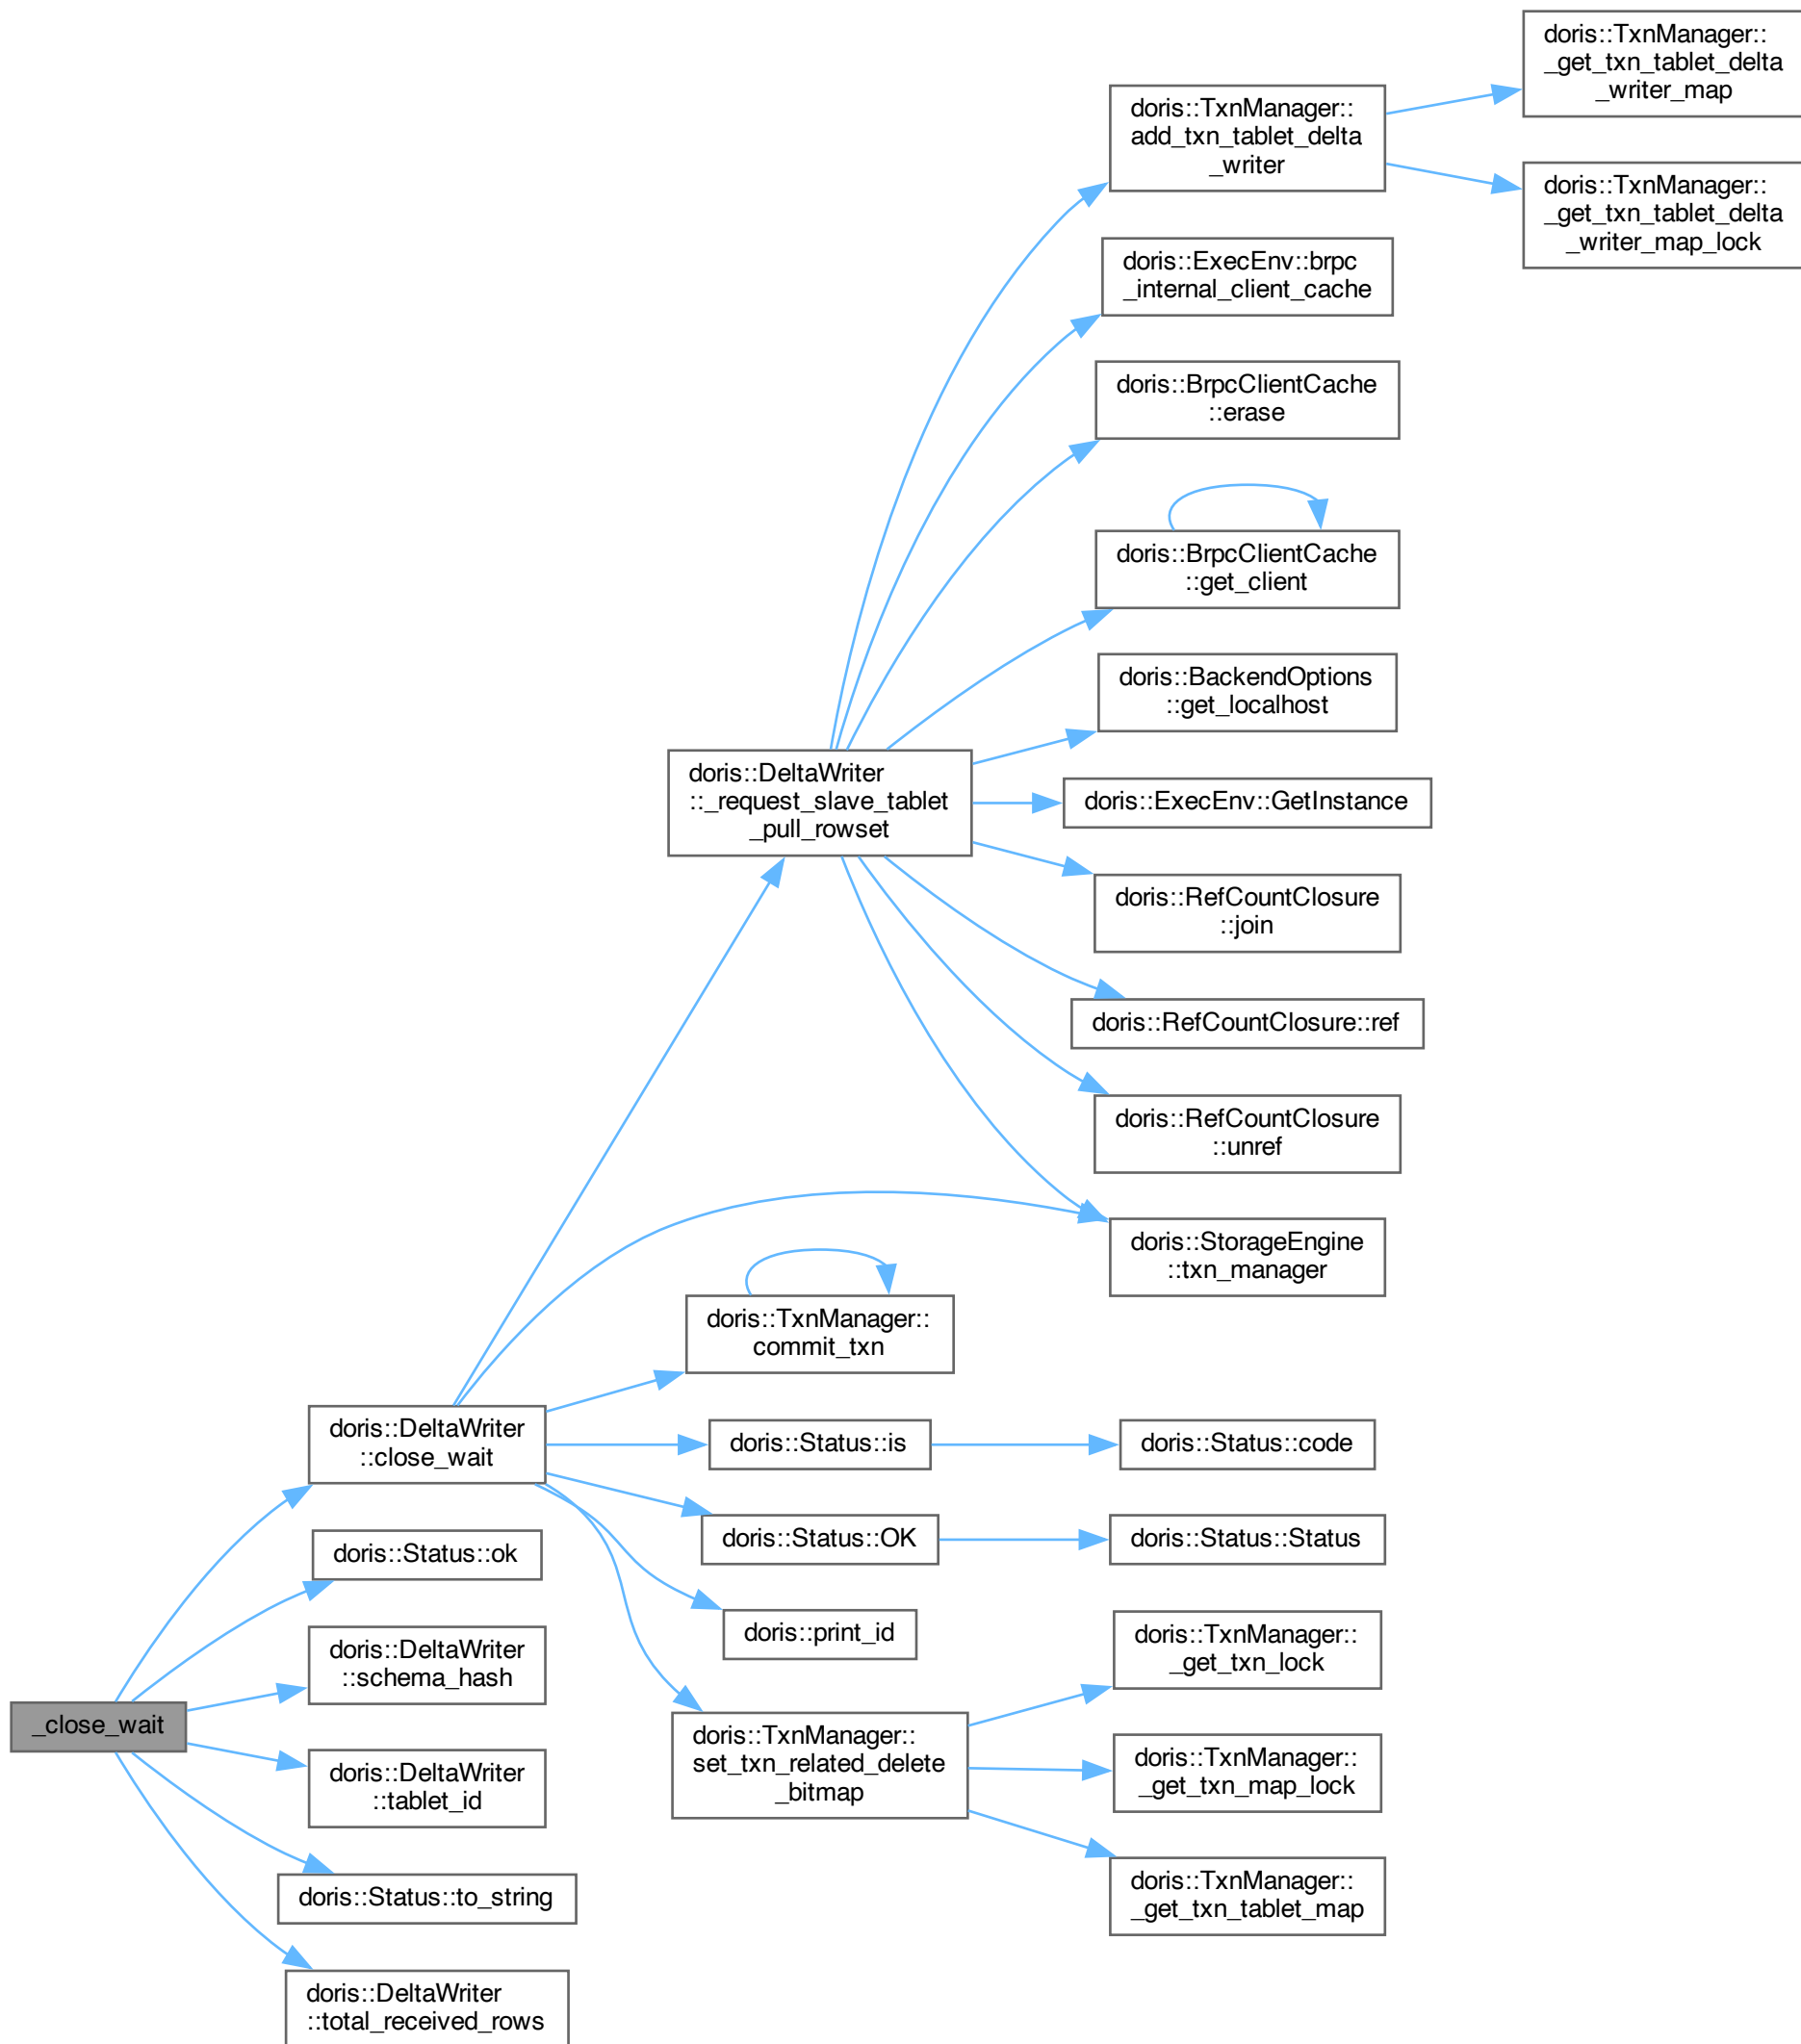 _close_wait
doris::DeltaWriter
::close_wait
doris::Status::ok
doris::DeltaWriter
::schema_hash
doris::DeltaWriter
::tablet_id
doris::Status::to_string
doris::DeltaWriter
::total_received_rows
doris::DeltaWriter
::_request_slave_tablet
_pull_rowset
doris::TxnManager::
commit_txn
doris::Status::is
doris::Status::OK
doris::print_id
doris::TxnManager::
set_txn_related_delete
_bitmap
doris::TxnManager::
add_txn_tablet_delta
_writer
doris::ExecEnv::brpc
_internal_client_cache
doris::BrpcClientCache
::erase
doris::BrpcClientCache
::get_client
doris::BackendOptions
::get_localhost
doris::ExecEnv::GetInstance
doris::RefCountClosure
::join
doris::RefCountClosure::ref
doris::RefCountClosure
::unref
doris::StorageEngine
::txn_manager
doris::Status::code
doris::Status::Status
doris::TxnManager::
_get_txn_lock
doris::TxnManager::
_get_txn_map_lock
doris::TxnManager::
_get_txn_tablet_map
doris::TxnManager::
_get_txn_tablet_delta
_writer_map
doris::TxnManager::
_get_txn_tablet_delta
_writer_map_lock